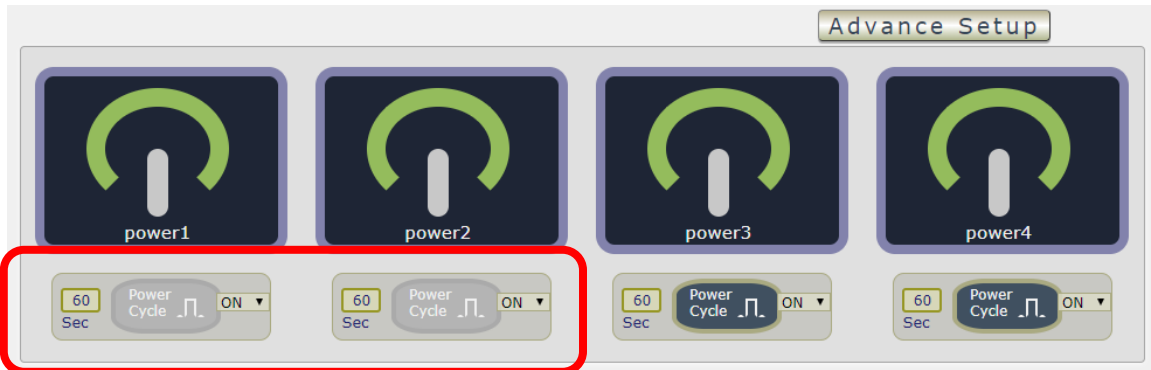 Advance Setup
power1 power2 power3 power4
60 Power Cycle ON ▼ 60 Power Cycle ON ▼ 60 Power Cycle ON ▼ 60 Power Cycle ON ▼
Sec Sec Sec Sec